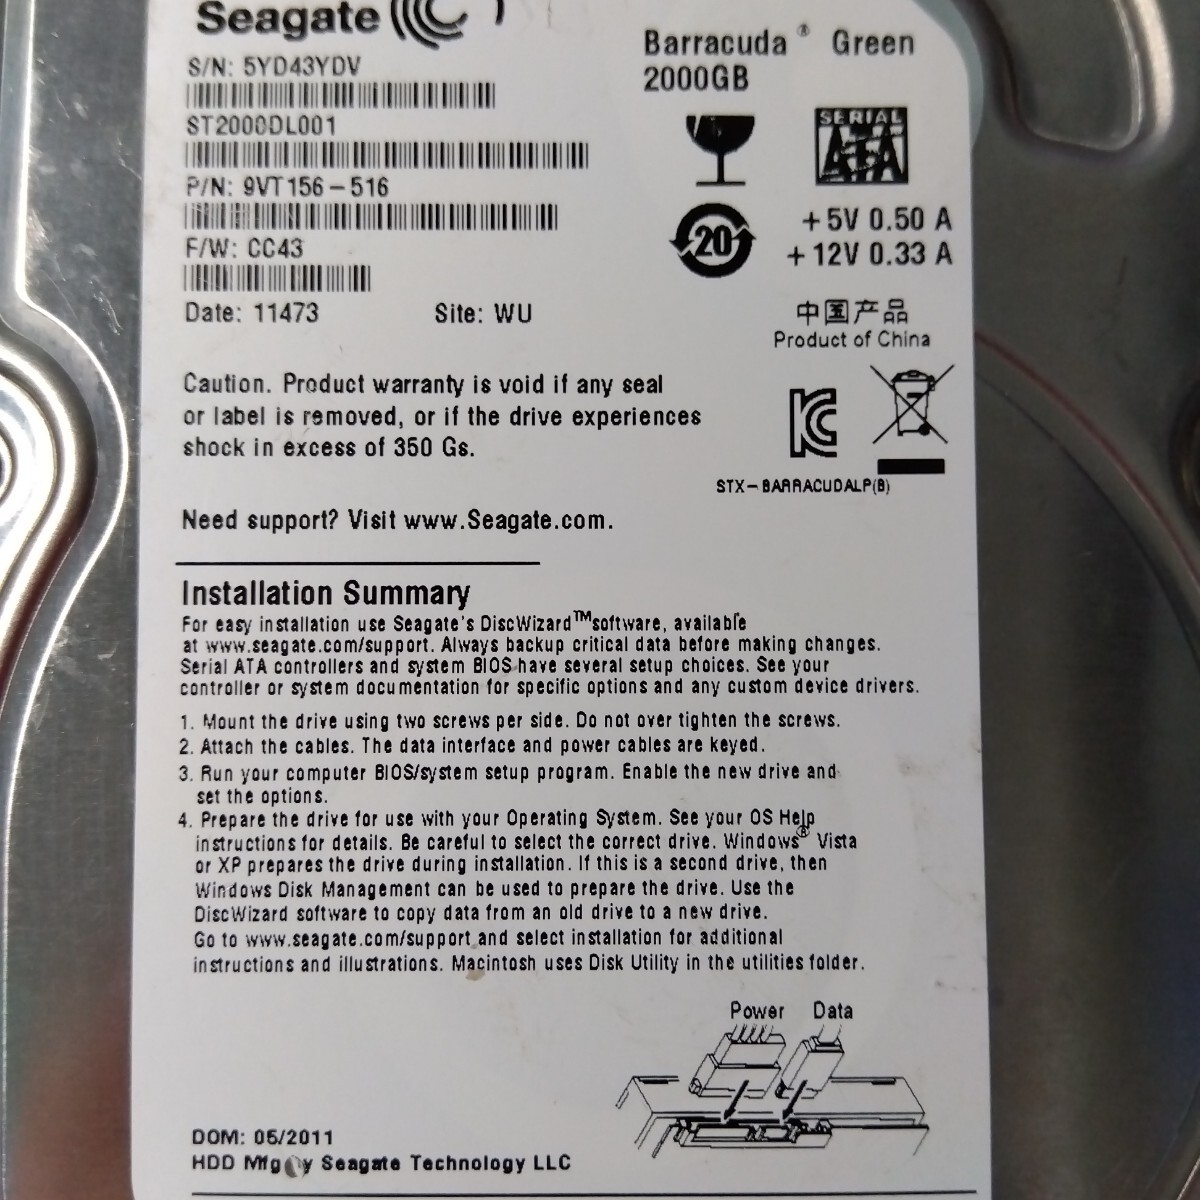 Seagate
S/N: 5YD43YDV
ST2000DL001
P/N: 9VT156-516
F/W: CC43
Date: 11473 Site: WU
Barracuda® Green
2000GB
SERIAL
ATA
20
+5V 0.50 A
+12V 0.33 A
中国产品
Product of China
Caution. Product warranty is void if any seal
or label is removed, or if the drive experiences
shock in excess of 350 Gs.
STX-BARRACUDALP(B)
Need support? Visit www.Seagate.com.
Installation Summary
For easy installation use Seagate's DiscWizard™software, available
at www.seagate.com/support. Always backup critical data before making changes.
Serial ATA controllers and system BIOS have several setup choices. See your
controller or system documentation for specific options and any custom device drivers.
1. Mount the drive using two screws per side. Do not over tighten the screws.
2. Attach the cables. The data interface and power cables are keyed.
3. Run your computer BIOS/system setup program. Enable the new drive and
set the options.
4. Prepare the drive for use with your Operating System. See your OS Help
instructions for details. Be careful to select the correct drive. Windows® Vista
or XP prepares the drive during installation. If this is a second drive, then
Windows Disk Management can be used to prepare the drive. Use the
DiscWizard software to copy data from an old drive to a new drive.
Go to www.seagate.com/support and select installation for additional
instructions and illustrations. Macintosh uses Disk Utility in the utilities folder.
Power Data
DOM: 05/2011
HDD Mfg by Seagate Technology LLC